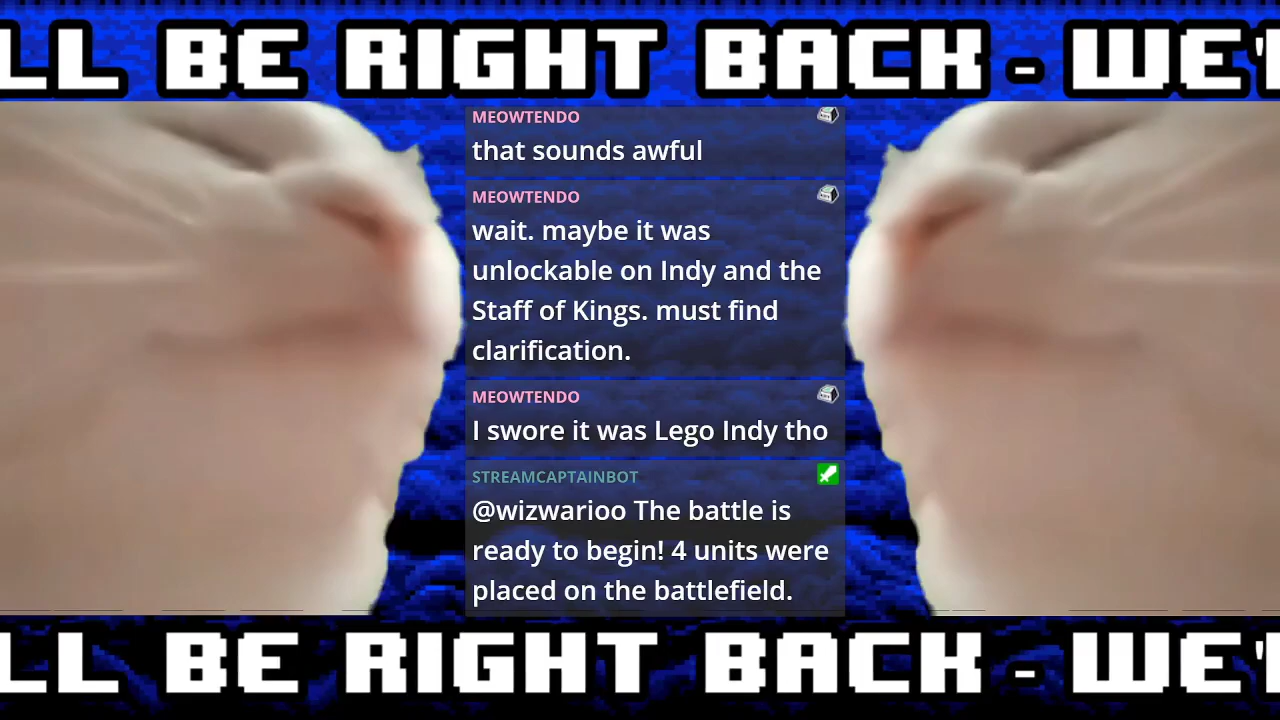 LL BE RIGHT BACK - WE'
MEOWTENDO
that sounds awful
MEOWTENDO
wait. maybe it was
unlockable on Indy and the
Staff of Kings. must find
clarification.
MEOWTENDO
I swore it was Lego Indy tho
STREAMCAPTAINBOT
@wizwarioo The battle is
ready to begin! 4 units were
placed on the battlefield.
LL BE RIGHT BACK - WE'